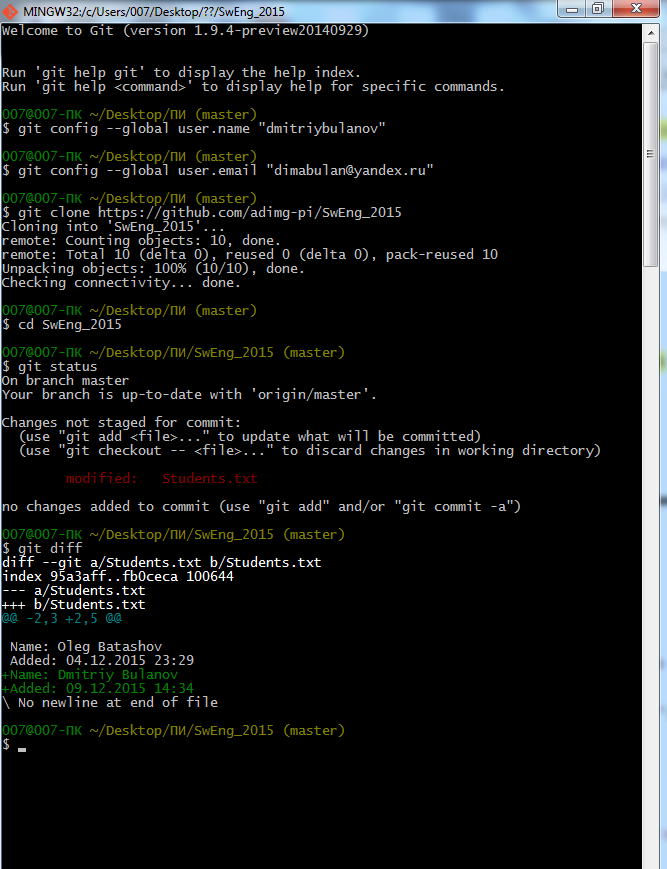 MINGW32:/c/Users/007/Desktop/??/SwEng_2015
Welcome to Git (version 1.9.4-preview20140929)
Run 'git help git' to display the help index.
Run 'git help <command>' to display help for specific commands.
007@007-ПК ~/Desktop/ПИ (master)
$ git config --global user.name "dmitriybulanov"
007@007-ПК ~/Desktop/ПИ (master)
$ git config --global user.email "dimabulan@yandex.ru"
007@007-ПК ~/Desktop/ПИ (master)
$ git clone https://github.com/adimg-pi/SwEng_2015
Cloning into 'SwEng_2015'...
remote: Counting objects: 10, done.
remote: Total 10 (delta 0), reused 0 (delta 0), pack-reused 10
Unpacking objects: 100% (10/10), done.
Checking connectivity... done.
007@007-ПК ~/Desktop/ПИ (master)
$ cd SwEng_2015
007@007-ПК ~/Desktop/ПИ/SwEng_2015 (master)
$ git status
On branch master
Your branch is up-to-date with 'origin/master'.
Changes not staged for commit:
  (use "git add <file>..." to update what will be committed)
  (use "git checkout -- <file>..." to discard changes in working directory)
        modified:   Students.txt
no changes added to commit (use "git add" and/or "git commit -a")
007@007-ПК ~/Desktop/ПИ/SwEng_2015 (master)
$ git diff
diff --git a/Students.txt b/Students.txt
index 95a3aff..fb0ceca 100644
--- a/Students.txt
+++ b/Students.txt
@@ -2,3 +2,5 @@
 Name: Oleg Batashov
 Added: 04.12.2015 23:29
+Name: Dmitriy Bulanov
+Added: 09.12.2015 14:34
\ No newline at end of file
007@007-ПК ~/Desktop/ПИ/SwEng_2015 (master)
$